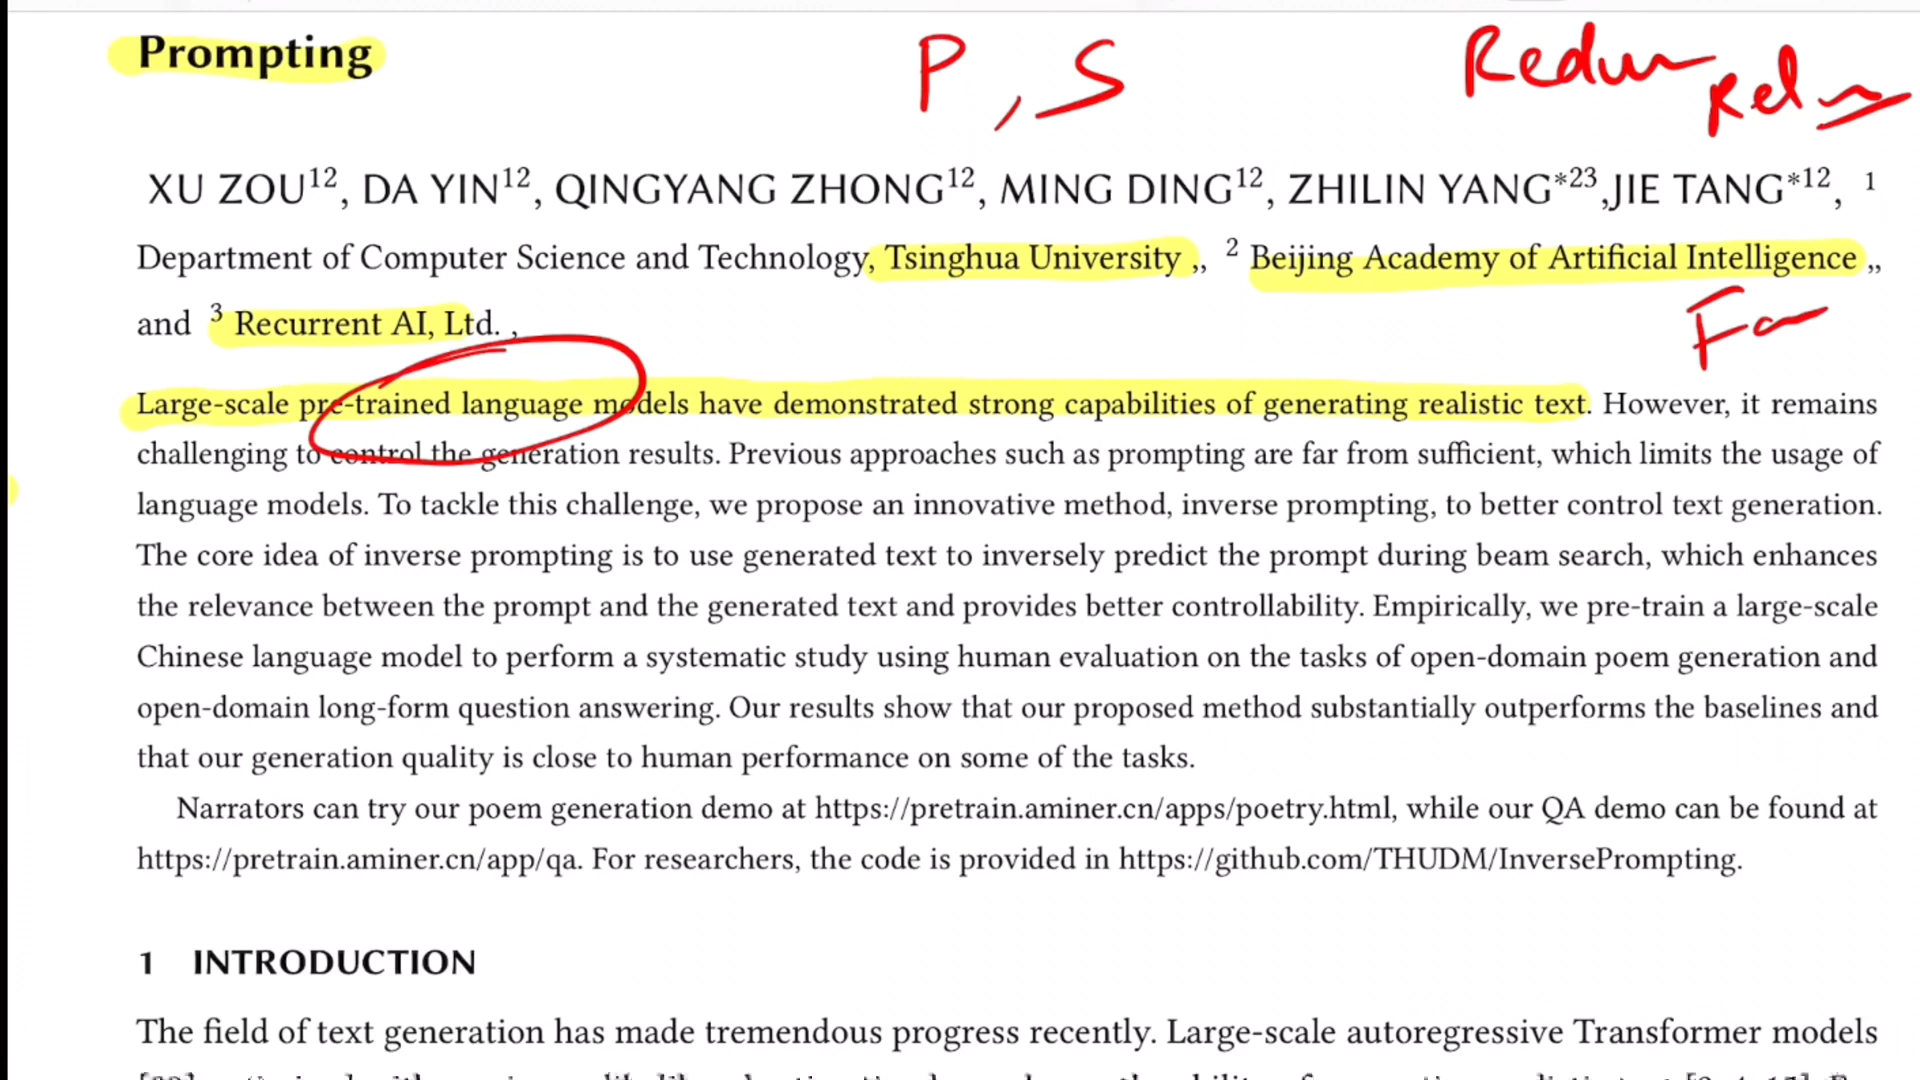 Prompting
P, S
XU ZOU12, DA YIN12, QINGYANG ZHONG12, MING DING12, ZHILIN YANG*23,JIE TANG*12, 1
Department of Computer Science and Technology, Tsinghua University ,, 2 Beijing Academy of Artificial Intelligence ,,
and 3 Recurrent AI, Ltd. ,
Large-scale pre-trained language models have demonstrated strong capabilities of generating realistic text. However, it remains
challenging to control the generation results. Previous approaches such as prompting are far from sufficient, which limits the usage of
language models. To tackle this challenge, we propose an innovative method, inverse prompting, to better control text generation.
The core idea of inverse prompting is to use generated text to inversely predict the prompt during beam search, which enhances
the relevance between the prompt and the generated text and provides better controllability. Empirically, we pre-train a large-scale
Chinese language model to perform a systematic study using human evaluation on the tasks of open-domain poem generation and
open-domain long-form question answering. Our results show that our proposed method substantially outperforms the baselines and
that our generation quality is close to human performance on some of the tasks.
Narrators can try our poem generation demo at https://pretrain.aminer.cn/apps/poetry.html, while our QA demo can be found at
https://pretrain.aminer.cn/app/qa. For researchers, the code is provided in https://github.com/THUDM/InversePrompting.
1 INTRODUCTION
The field of text generation has made tremendous progress recently. Large-scale autoregressive Transformer models